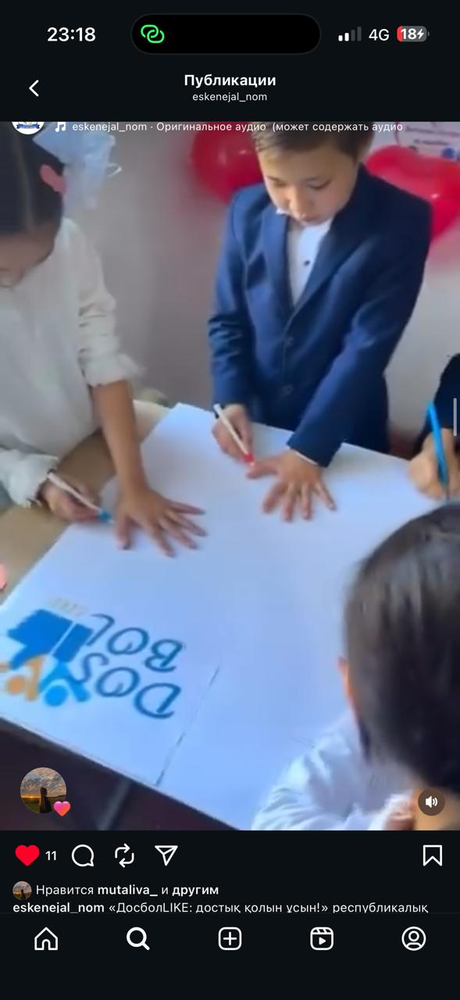 23:18
4G
18
Публикации
eskenejal_nom
eskenejal_nom · Оригинальное аудио (может содержать аудио
DOS
BOL
11
Нравится mutaliva_ и другим
eskenejal_nom «ДосболLIKE: достық қолын ұсын!» республикалық